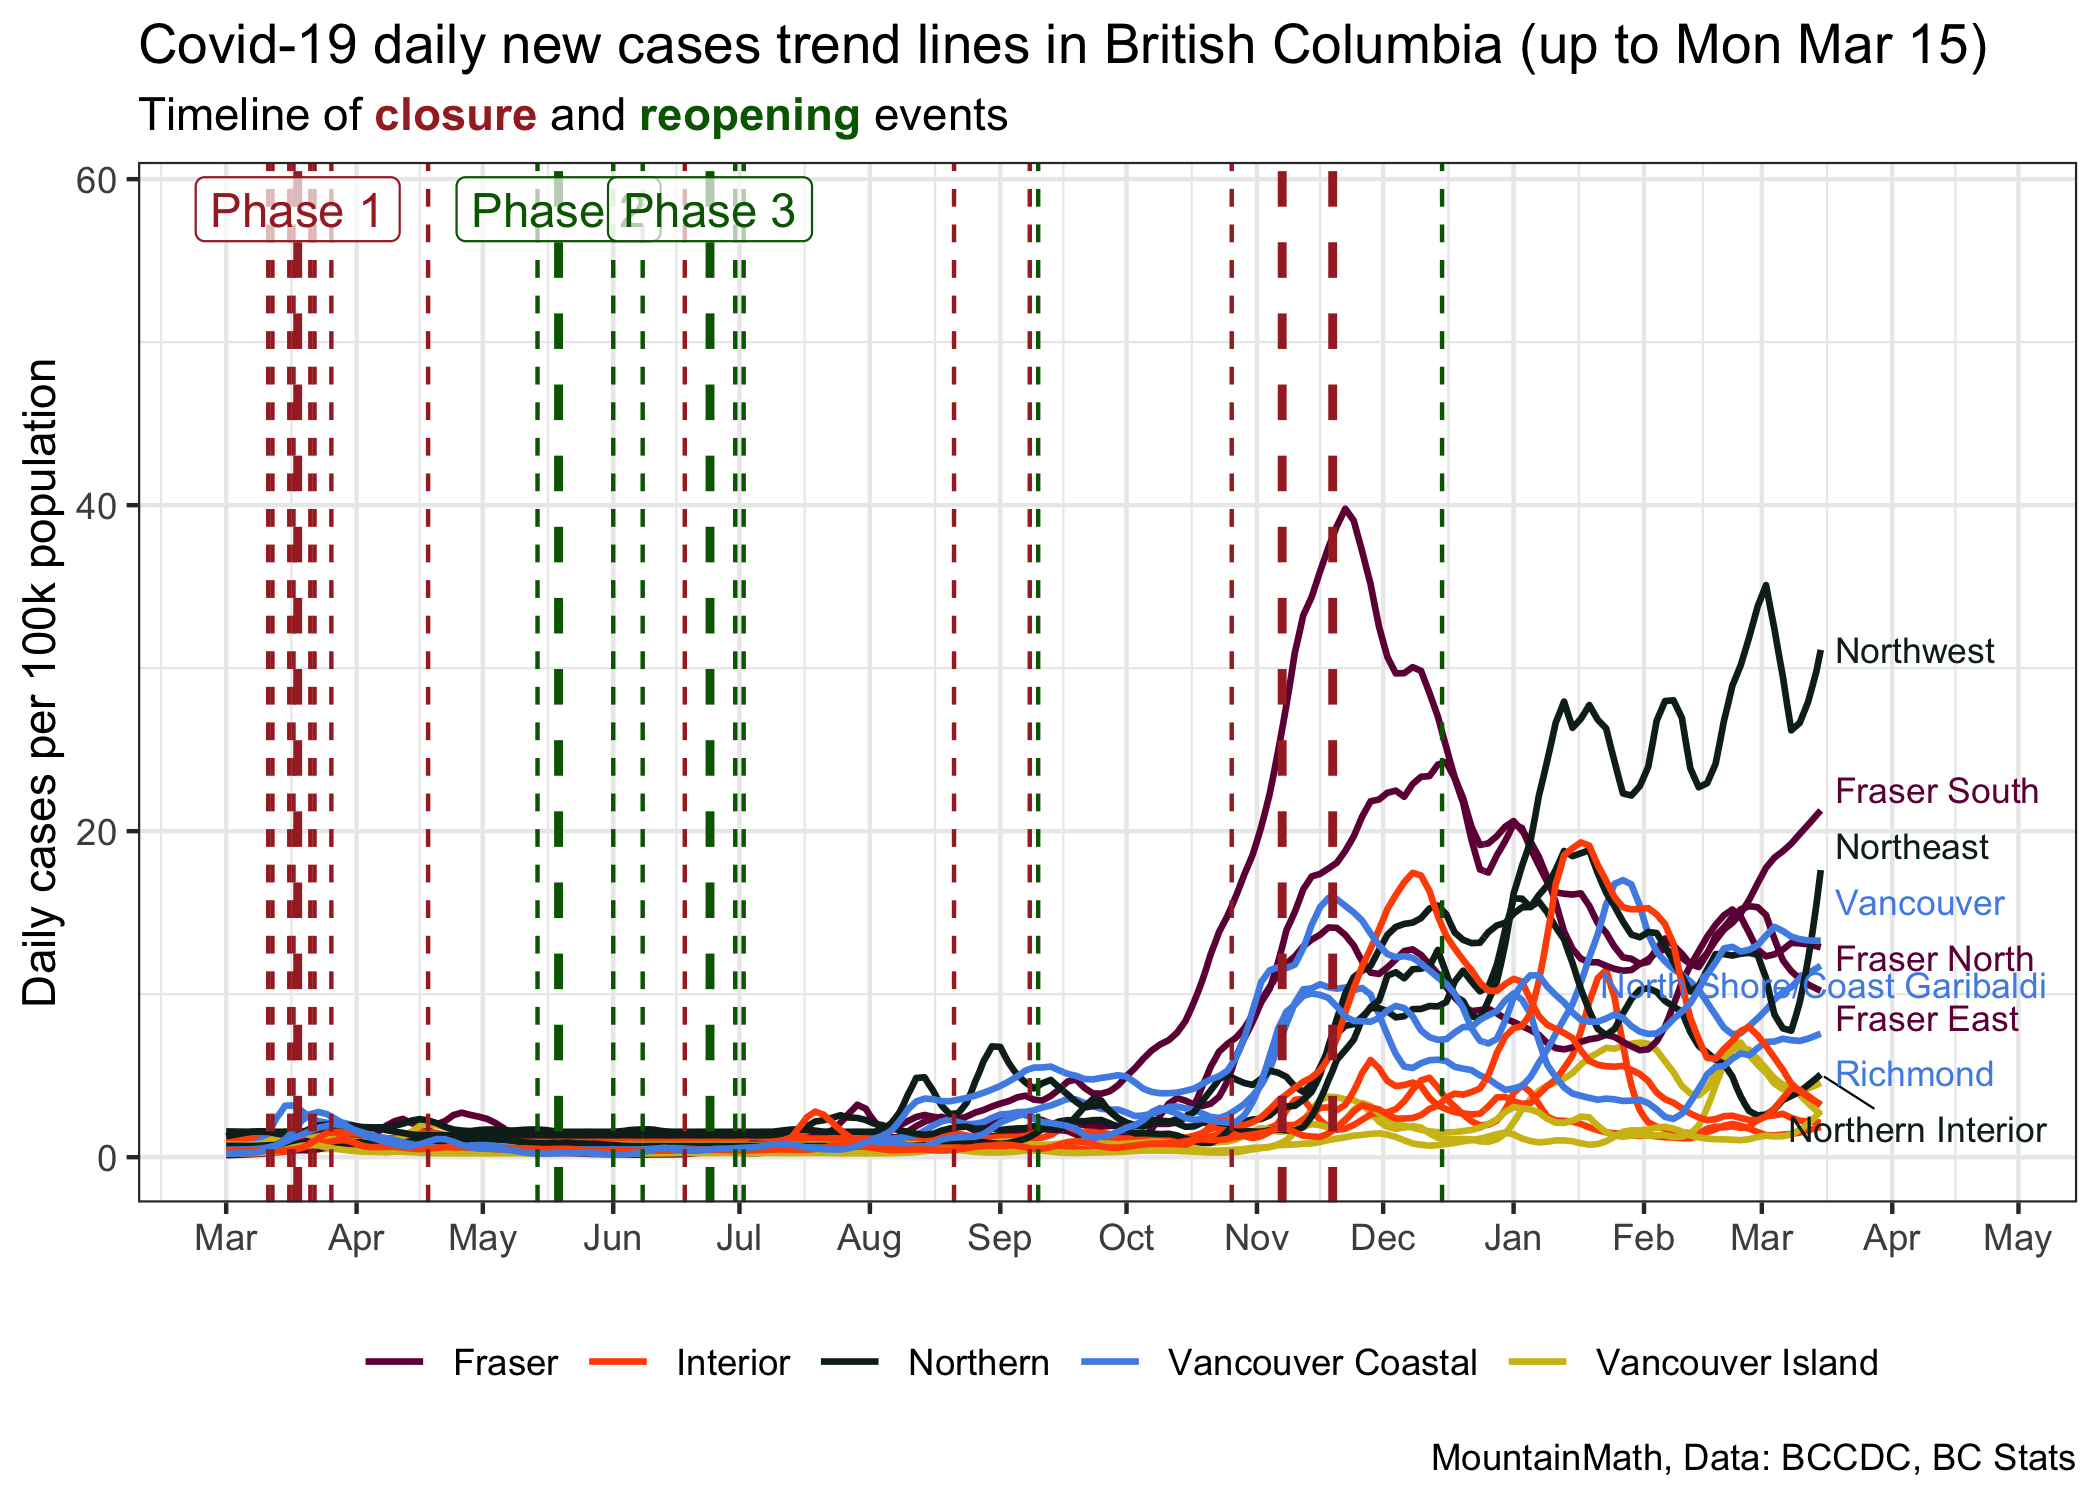 Covid-19 daily new cases trend lines in British Columbia (up to Mon Mar 15)
Timeline of closure and reopening events
Daily cases per 100k population
60
40
20
0
Phase 1
Phase 2
Phase 3
Northwest
Fraser South
Northeast
Vancouver
Fraser North
North Shore/Coast Garibaldi
Fraser East
Richmond
Northern Interior
Mar Apr May Jun Jul Aug Sep Oct Nov Dec Jan Feb Mar Apr May
Fraser Interior Northern Vancouver Coastal Vancouver Island
MountainMath, Data: BCCDC, BC Stats